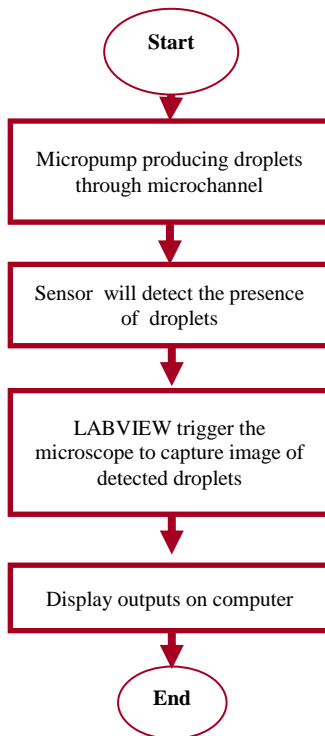 Start
Micropump producing droplets
through microchannel
Sensor will detect the presence
of droplets
LABVIEW trigger the
microscope to capture image of
detected droplets
Display outputs on computer
End